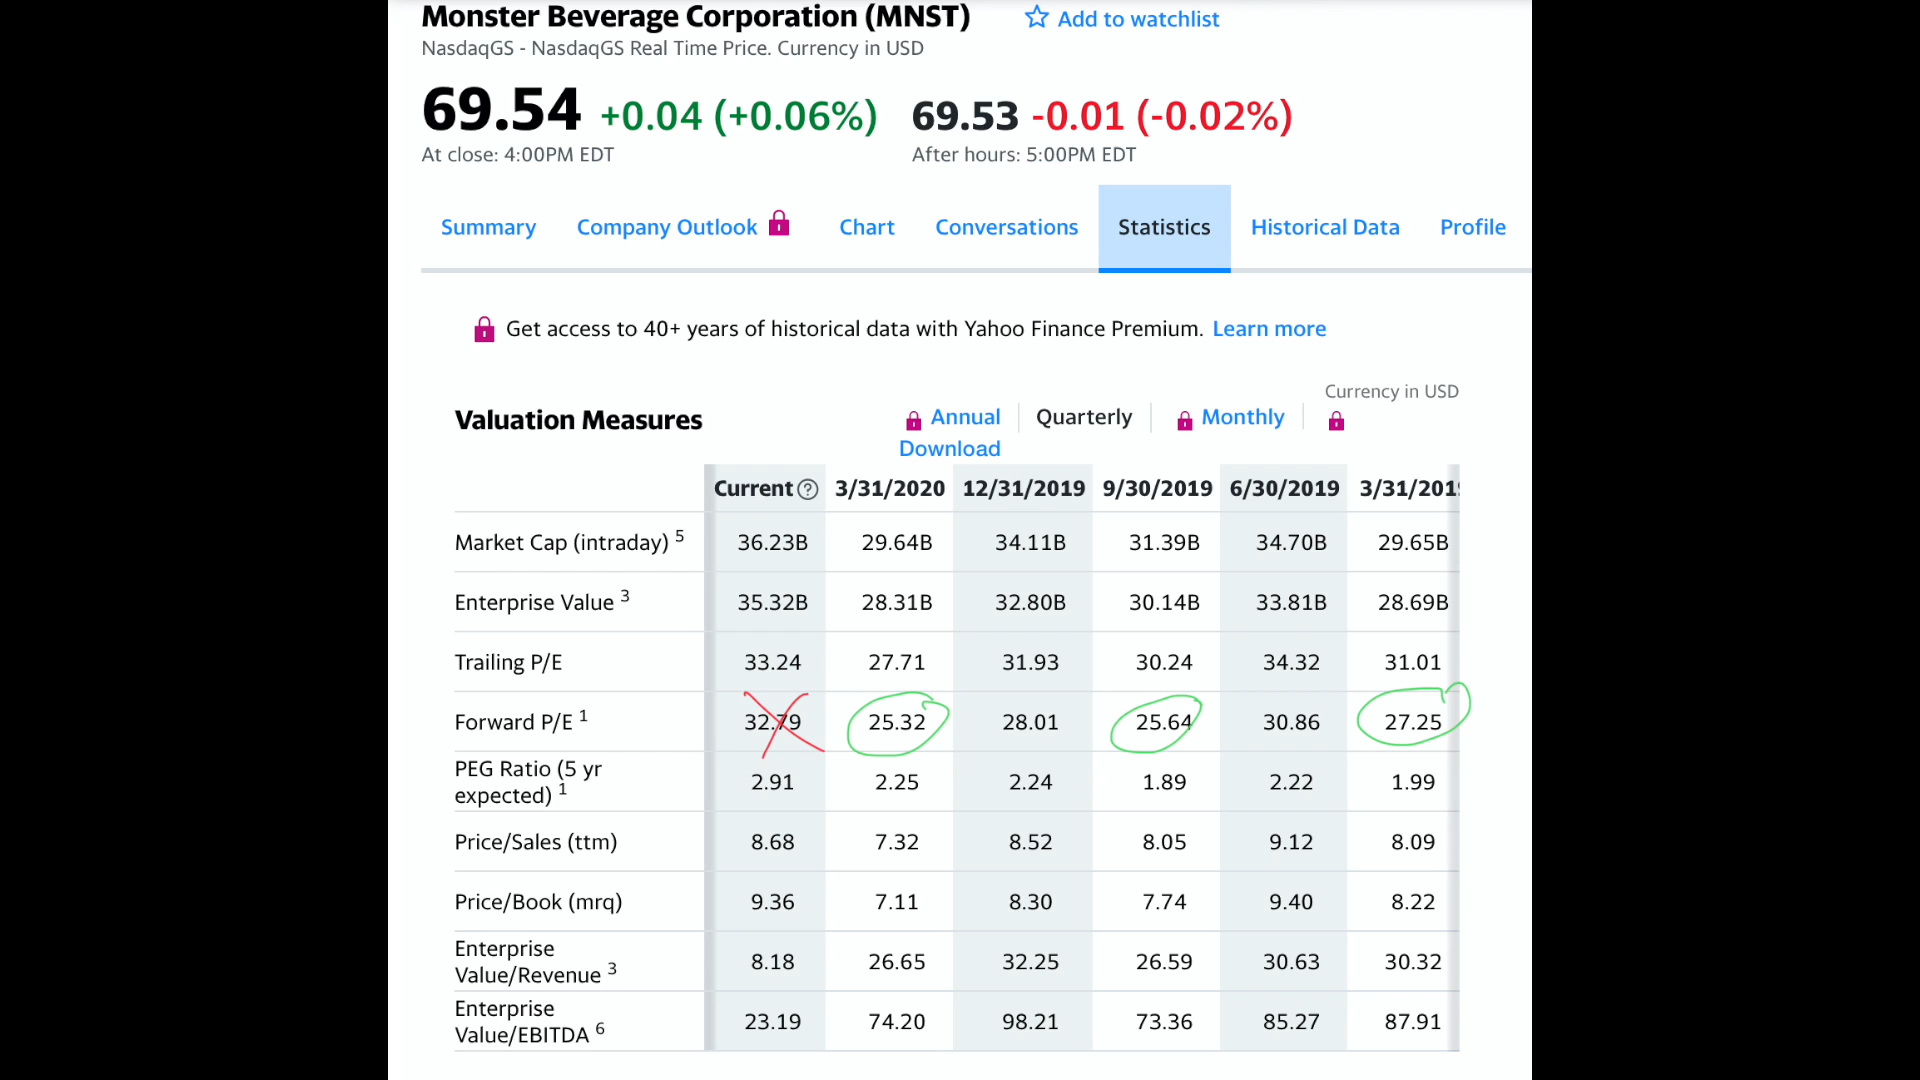 Monster Beverage Corporation (MNST) Add to watchlist
NasdaqGS - NasdaqGS Real Time Price. Currency in USD
69.54 +0.04 (+0.06%) 69.53 -0.01 (-0.02%)
At close: 4:00PM EDT After hours: 5:00PM EDT
Summary Company Outlook Chart Conversations Statistics Historical Data Profile
Get access to 40+ years of historical data with Yahoo Finance Premium. Learn more
Currency in USD
Valuation Measures Annual Quarterly Monthly
Download
Current ? 3/31/2020 12/31/2019 9/30/2019 6/30/2019 3/31/201
Market Cap (intraday) 5 36.23B 29.64B 34.11B 31.39B 34.70B 29.65B
Enterprise Value 3 35.32B 28.31B 32.80B 30.14B 33.81B 28.69B
Trailing P/E 33.24 27.71 31.93 30.24 34.32 31.01
Forward P/E 1 32.79 25.32 28.01 25.64 30.86 27.25
PEG Ratio (5 yr
expected) 1 2.91 2.25 2.24 1.89 2.22 1.99
Price/Sales (ttm) 8.68 7.32 8.52 8.05 9.12 8.09
Price/Book (mrq) 9.36 7.11 8.30 7.74 9.40 8.22
Enterprise
Value/Revenue 3 8.18 26.65 32.25 26.59 30.63 30.32
Enterprise
Value/EBITDA 6 23.19 74.20 98.21 73.36 85.27 87.91